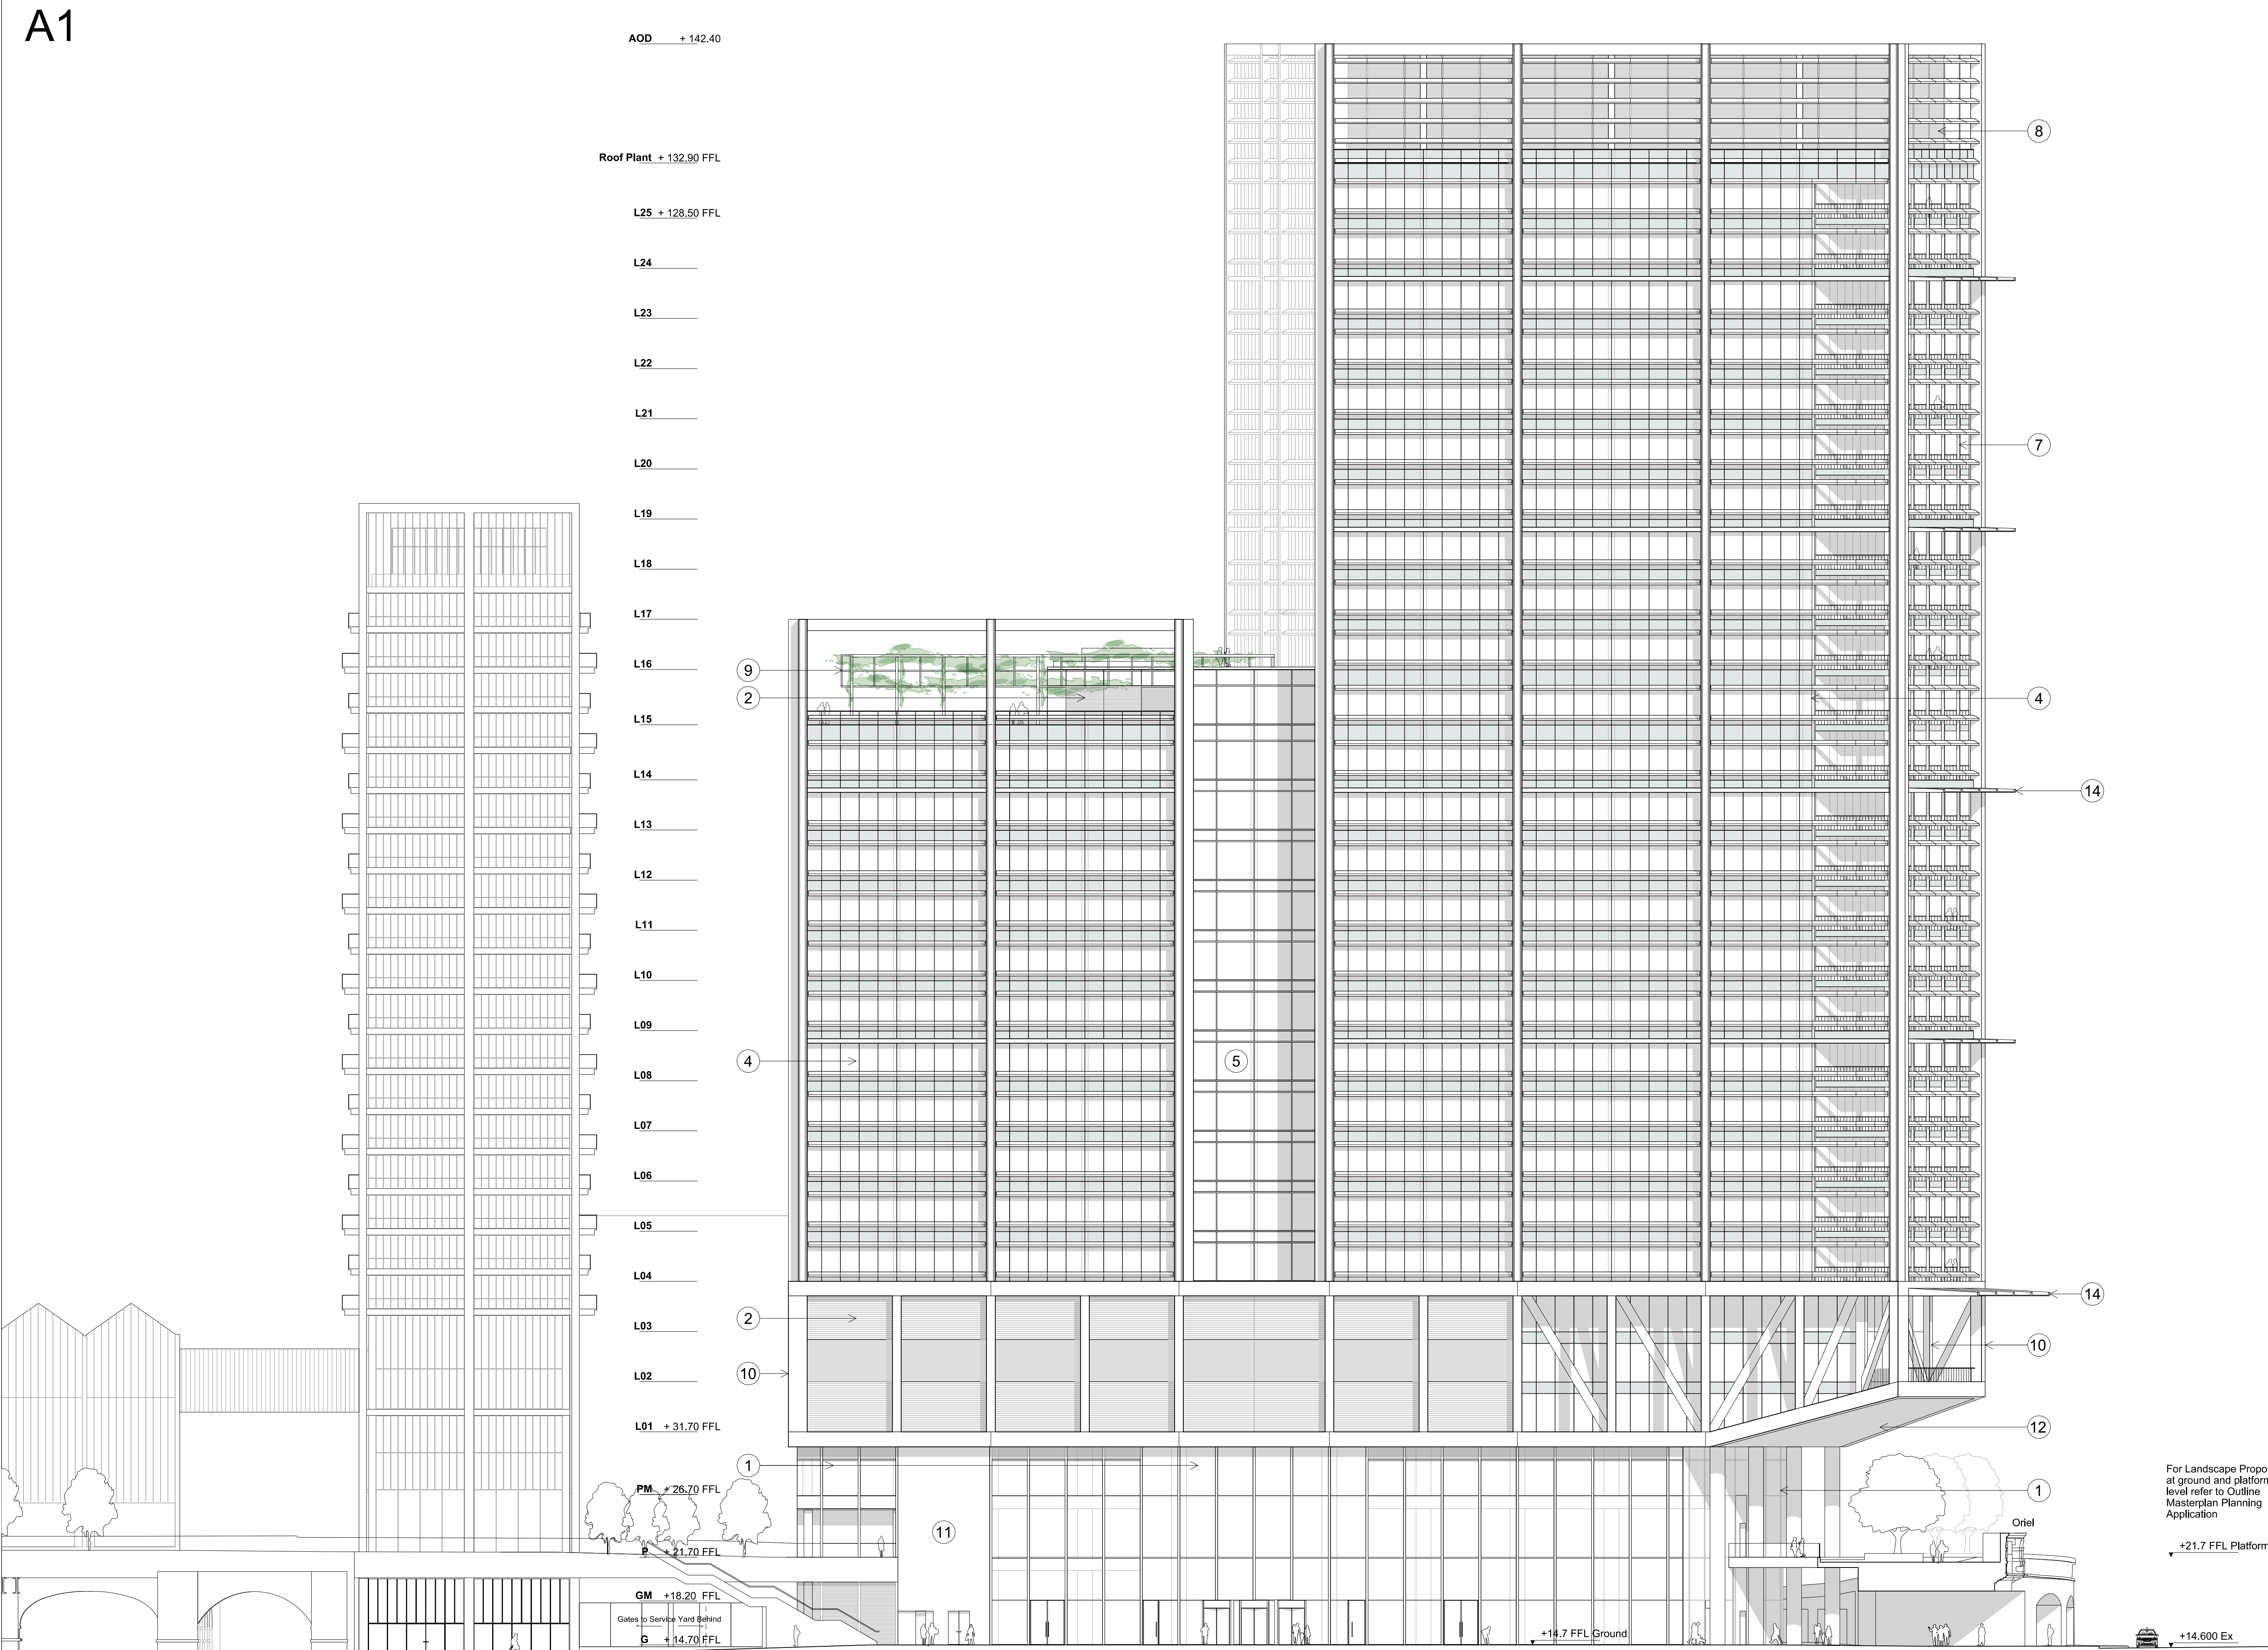 A1
AOD + 142.40
Roof Plant + 132.90 FFL
8
L25 + 128.50 FFL
L24
L23
L22
L21
7
L20
L19
L18
L17
L16
9
2
4
L15
L14
14
L13
L12
L11
L10
L09
4
5
L08
L07
L06
L05
L04
14
2
L03
10
10
L02
L01 + 31.70 FFL
12
1
For Landscape Propo
at ground and platform
level refer to Outline
Masterplan Planning
Application
PM + 26.70 FFL
1
11
Oriel
P + 21.70 FFL
+21.7 FFL Platform
GM +18.20 FFL
Gates to Service Yard Behind
G + 14.70 FFL
+14.7 FFL Ground
+14.600 Ex